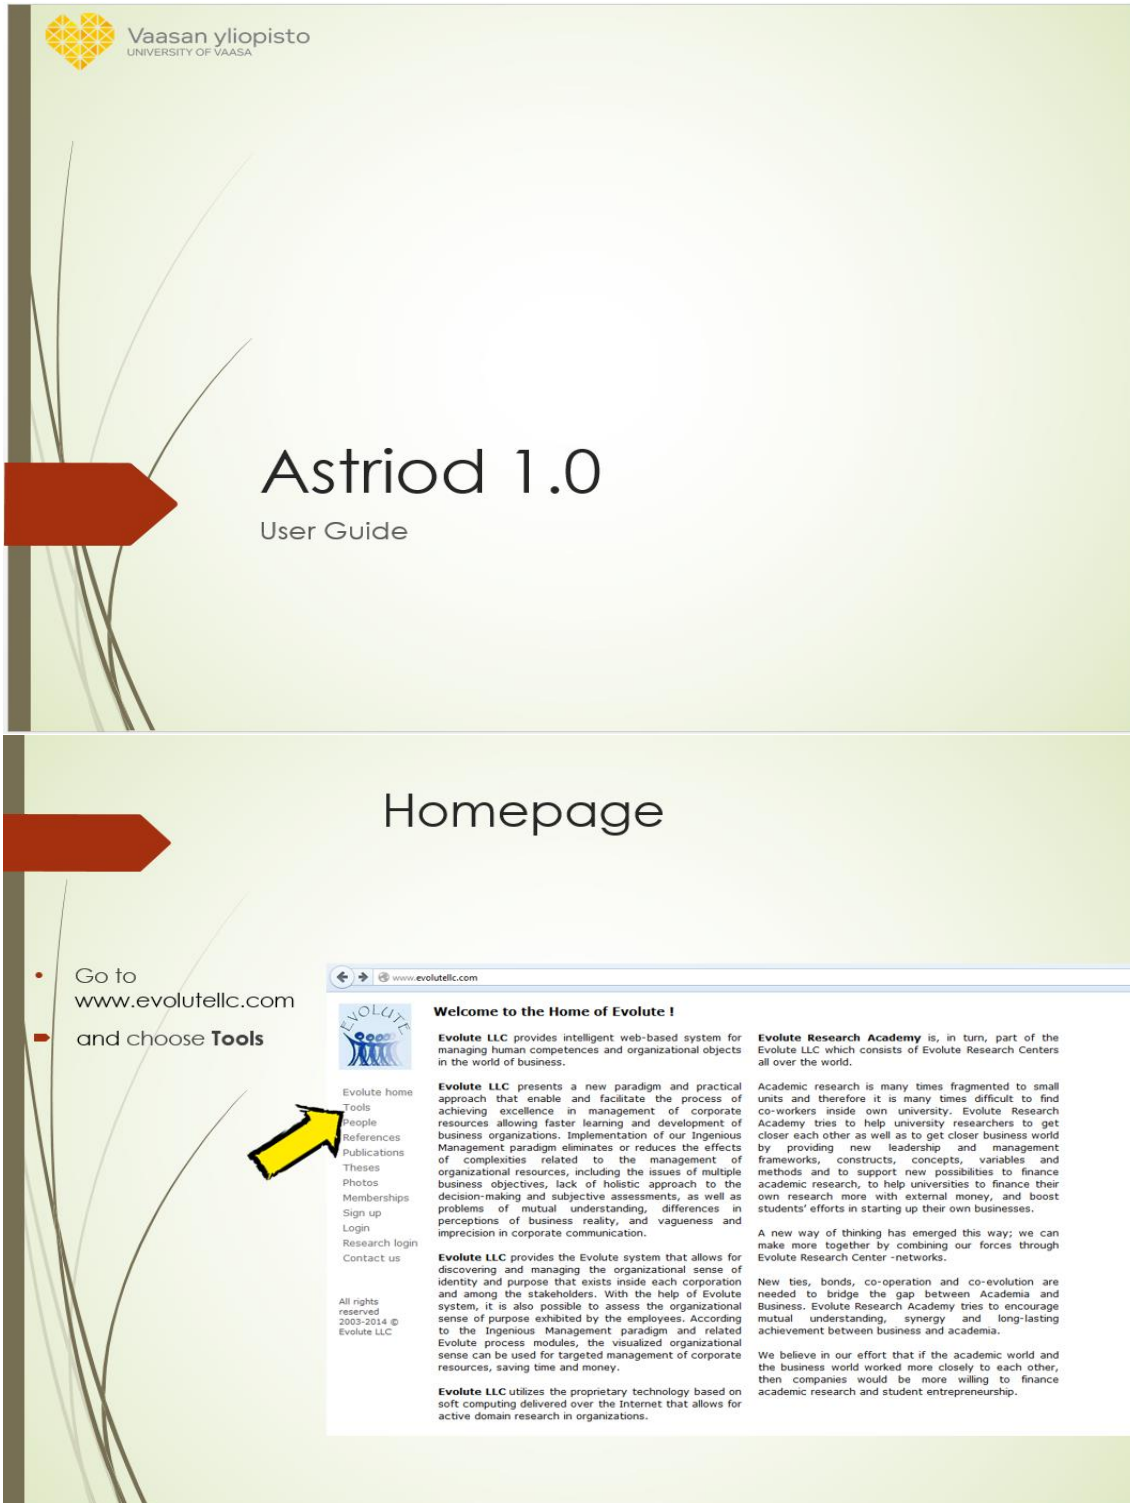 Vaasan yliopisto
UNIVERSITY OF VAASA
Astriod 1.0
User Guide
Homepage
• Go to
www.evolutellc.com
and choose Tools
www.evolutellc.com
EVOLUTE
Evolute home
Tools
People
References
Publications
Theses
Photos
Memberships
Sign up
Login
Research login
Contact us
All rights
reserved
2003-2014 ©
Evolute LLC
Welcome to the Home of Evolute !
Evolute LLC provides intelligent web-based system for
managing human competences and organizational objects
in the world of business.
Evolute LLC presents a new paradigm and practical
approach that enable and facilitate the process of
achieving excellence in management of corporate
resources allowing faster learning and development of
business organizations. Implementation of our Ingenious
Management paradigm eliminates or reduces the effects
of complexities related to the management of
organizational resources, including the issues of multiple
business objectives, lack of holistic approach to the
decision-making and subjective assessments, as well as
problems of mutual understanding, differences in
perceptions of business reality, and vagueness and
imprecision in corporate communication.
Evolute LLC provides the Evolute system that allows for
discovering and managing the organizational sense of
identity and purpose that exists inside each corporation
and among the stakeholders. With the help of Evolute
system, it is also possible to assess the organizational
sense of purpose exhibited by the employees. According
to the Ingenious Management paradigm and related
Evolute process modules, the visualized organizational
sense can be used for targeted management of corporate
resources, saving time and money.
Evolute LLC utilizes the proprietary technology based on
soft computing delivered over the Internet that allows for
active domain research in organizations.
Evolute Research Academy is, in turn, part of the
Evolute LLC which consists of Evolute Research Centers
all over the world.
Academic research is many times fragmented to small
units and therefore it is many times difficult to find
co-workers inside own university. Evolute Research
Academy tries to help university researchers to get
closer each other as well as to get closer business world
by providing new leadership and management
frameworks, constructs, concepts, variables and
methods and to support new possibilities to finance
academic research, to help universities to finance their
own research more with external money, and boost
students' efforts in starting up their own businesses.
A new way of thinking has emerged this way; we can
make more together by combining our forces through
Evolute Research Center -networks.
New ties, bonds, co-operation and co-evolution are
needed to bridge the gap between Academia and
Business. Evolute Research Academy tries to encourage
mutual understanding, synergy and long-lasting
achievement between business and academia.
We believe in our effort that if the academic world and
the business world worked more closely to each other,
then companies would be more willing to finance
academic research and student entrepreneurship.